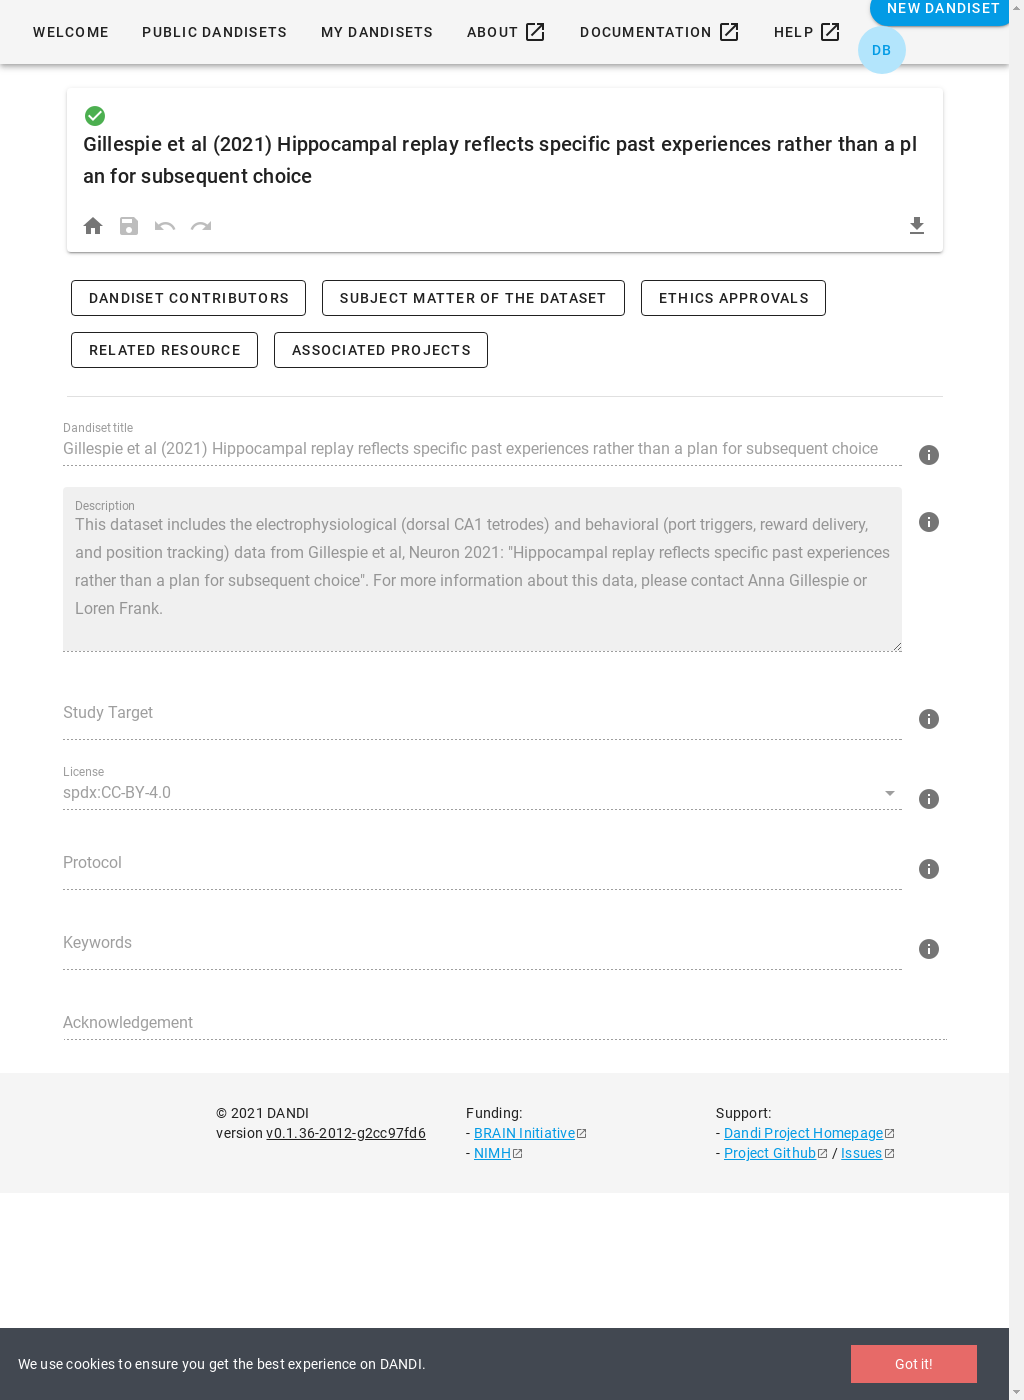 NEW DANDISET
WELCOME PUBLIC DANDISETS MY DANDISETS ABOUT DOCUMENTATION HELP
DB
Gillespie et al (2021) Hippocampal replay reflects specific past experiences rather than a pl
an for subsequent choice
DANDISET CONTRIBUTORS SUBJECT MATTER OF THE DATASET ETHICS APPROVALS
RELATED RESOURCE ASSOCIATED PROJECTS
Dandiset title
Gillespie et al (2021) Hippocampal replay reflects specific past experiences rather than a plan for subsequent choice
Description
This dataset includes the electrophysiological (dorsal CA1 tetrodes) and behavioral (port triggers, reward delivery,
and position tracking) data from Gillespie et al, Neuron 2021: "Hippocampal replay reflects specific past experiences
rather than a plan for subsequent choice". For more information about this data, please contact Anna Gillespie or
Loren Frank.
Study Target
License
spdx:CC-BY-4.0
Protocol
Keywords
Acknowledgement
© 2021 DANDI
version v0.1.36-2012-g2cc97fd6
Funding:
- BRAIN Initiative
- NIMH
Support:
- Dandi Project Homepage
- Project Github / Issues
We use cookies to ensure you get the best experience on DANDI.
Got it!